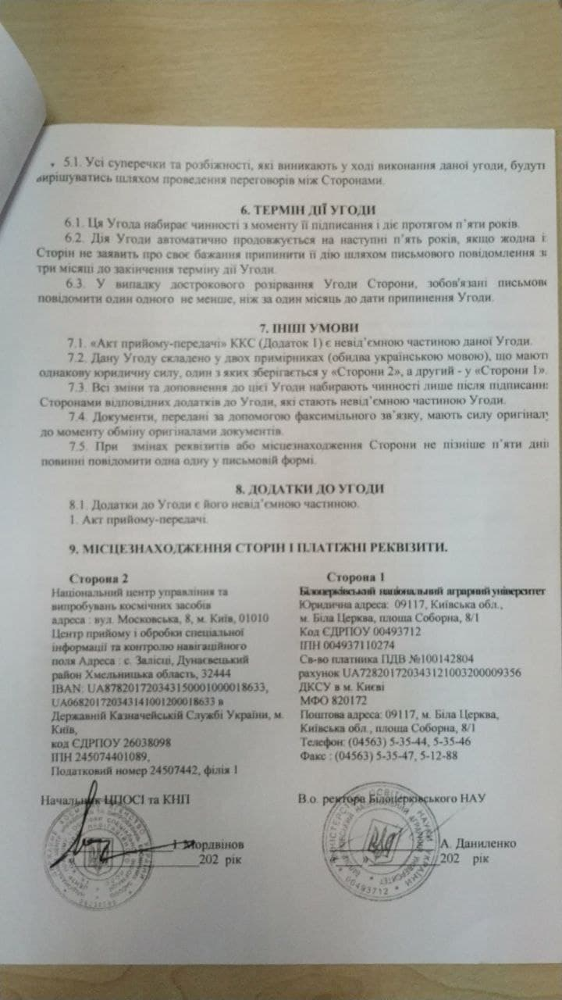 5.1. Усі суперечки та розбіжності, які виникають у ході виконання даної угоди, будуть
вирішуватись шляхом проведення переговорів між Сторонами.
6. ТЕРМІН ДІЇ УГОДИ
6.1. Ця Угода набирає чинності з моменту її підписання і діє протягом п’яти років.
6.2. Дія Угоди автоматично продовжується на наступні п’ять років, якщо жодна і
Сторін не заявить про своє бажання припинити її дію шляхом письмового повідомлення з
три місяці до закінчення терміну дії Угоди.
6.3. У випадку дострокового розірвання Угоди Сторони, зобов'язані письмово
повідомити один одного не менше, ніж за один місяць до дати припинення Угоди.
7. ІНШІ УМОВИ
7.1. «Акт прийому-передачі» ККС (Додаток 1) є невід’ємною частиною даної Угоди.
7.2. Дану Угоду складено у двох примірниках (обидва українською мовою), що мають
однакову юридичну силу, один з яких зберігається у «Сторони 2», а другий - у «Сторони 1».
7.3. Всі зміни та доповнення до цієї Угоди набирають чинності лише після підписання
Сторонами відповідних додатків до Угоди, які стають невід’ємною частиною Угоди.
7.4. Документи, передані за допомогою факсимільного зв’язку, мають силу оригіналу
до моменту обміну оригіналами документів.
7.5. При змінах реквізитів або місцезнаходження Сторони не пізніше п’яти днів
повинні повідомити одна одну у письмовій формі.
8. ДОДАТКИ ДО УГОДИ
8.1. Додатки до Угоди є його невід’ємною частиною.
1. Акт прийому-передачі.
9. МІСЦЕЗНАХОДЖЕННЯ СТОРІН І ПЛАТІЖНІ РЕКВІЗИТИ.
Сторона 2
Національний центр управління та
випробувань космічних засобів
адреса : вул. Московська, 8, м. Київ, 01010
Центр прийому і обробки спеціальної
інформації та контролю навігаційного
поля Адреса : с. Залісці, Дунаєвецький
район Хмельницька область, 32444
IBAN: UA878201720343150001000018633,
UA068201720343141001200018633 в
Державній Казначейській Службі України, м.
Київ,
код ЄДРПОУ 26038098
ІПН 245074401089,
Податковий номер 24507442, філія 1
Начальник ЦПОСІ та КНП
І. Мордвінов
202 рік
Сторона 1
Білоцерківський національний аграрний університет
Юридична адреса: 09117, Київська обл.,
м. Біла Церква, площа Соборна, 8/1
Код ЄДРПОУ 00493712
ІПН 004937110274
Св-во платника ПДВ №100142804
рахунок UA728201720343121003200009356
ДКСУ в м. Києві
МФО 820172
Поштова адреса: 09117, м. Біла Церква,
Київська обл., площа Соборна, 8/1
Телефон: (04563) 5-35-44, 5-35-46
Факс : (04563) 5-35-47, 5-12-88
В.о. ректора Білоцерківського НАУ
А. Даниленко
202 рік
МІНІСТЕРСТВО ОСВІТИ І НАУКИ УКРАЇНИ
00493712